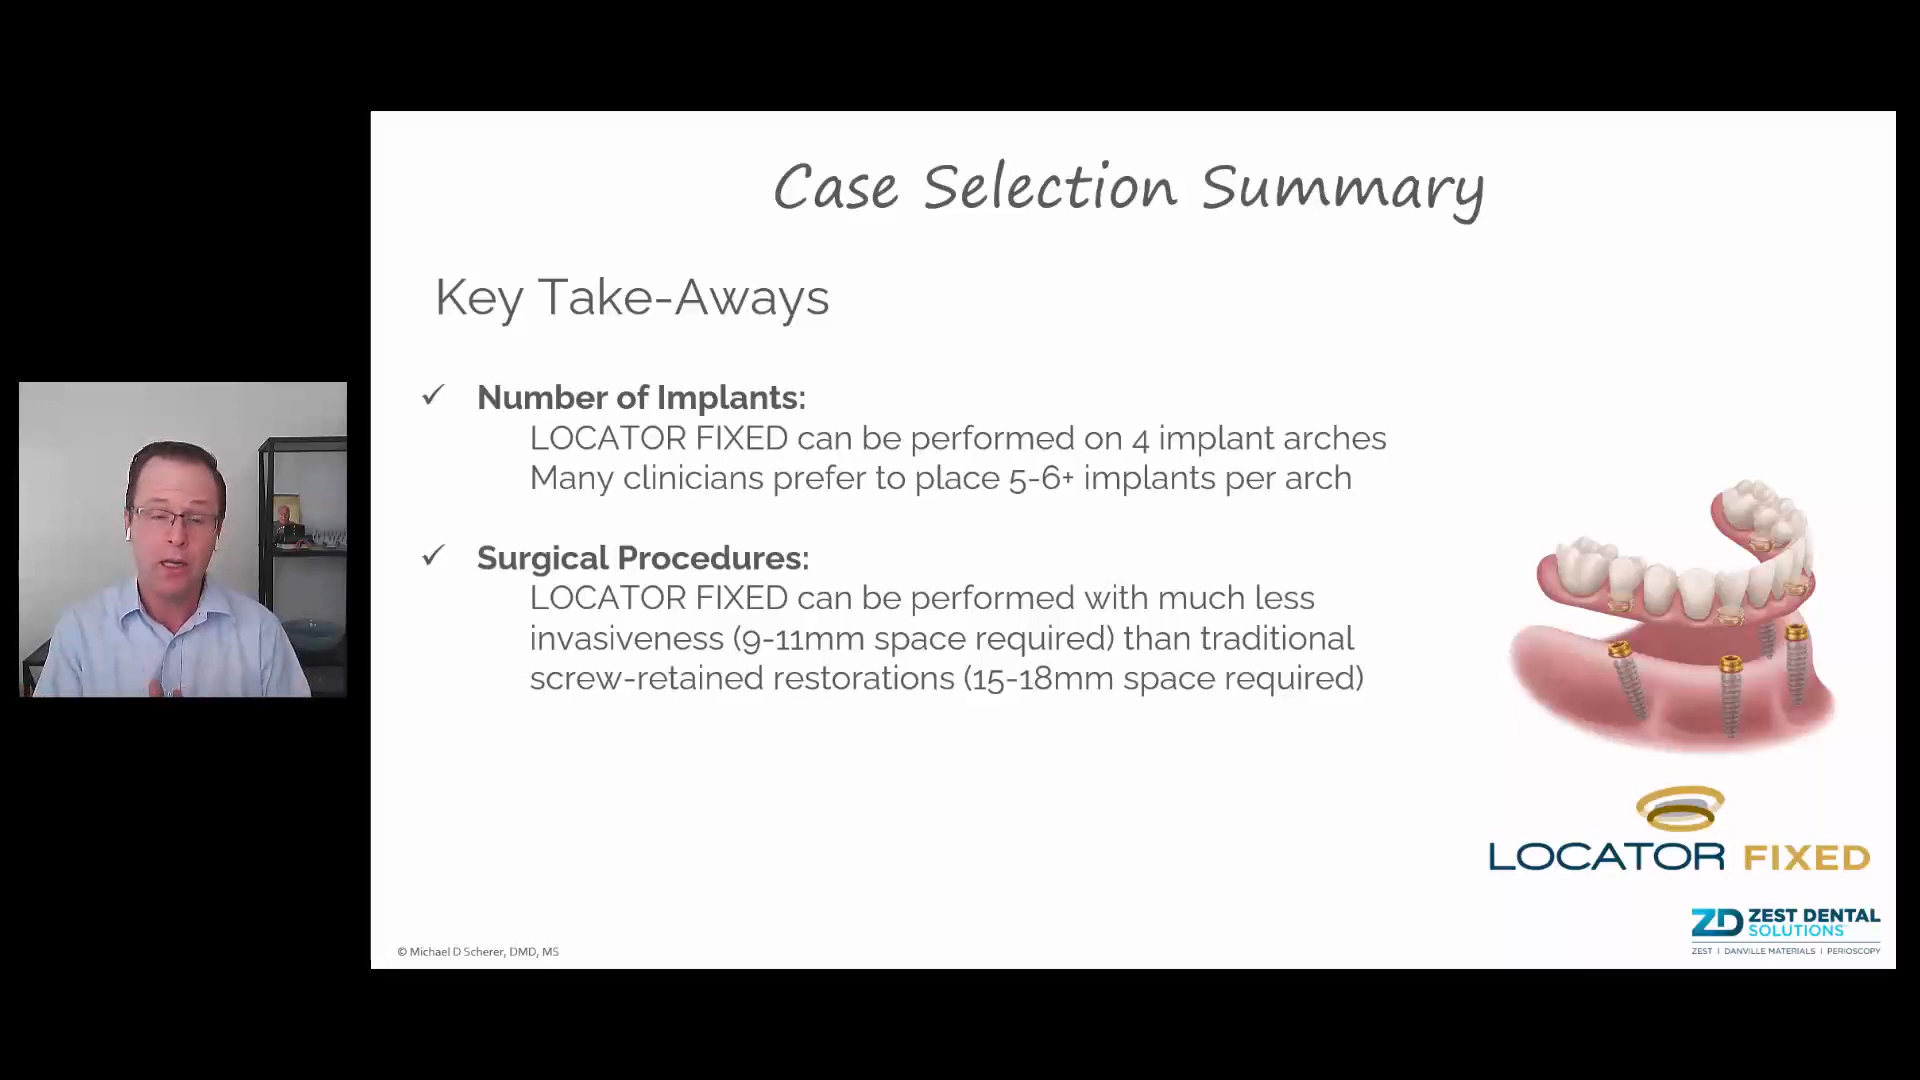 Case Selection Summary
Key Take-Aways
✓ Number of Implants:
LOCATOR FIXED can be performed on 4 implant arches
Many clinicians prefer to place 5-6+ implants per arch
✓ Surgical Procedures:
LOCATOR FIXED can be performed with much less
invasiveness (9-11mm space required) than traditional
screw-retained restorations (15-18mm space required)
LOCATOR FIXED
ZD ZEST DENTAL
SOLUTIONS
ZEST | DANVILLE MATERIALS | PERIOSCOPY
© Michael D Scherer, DMD, MS